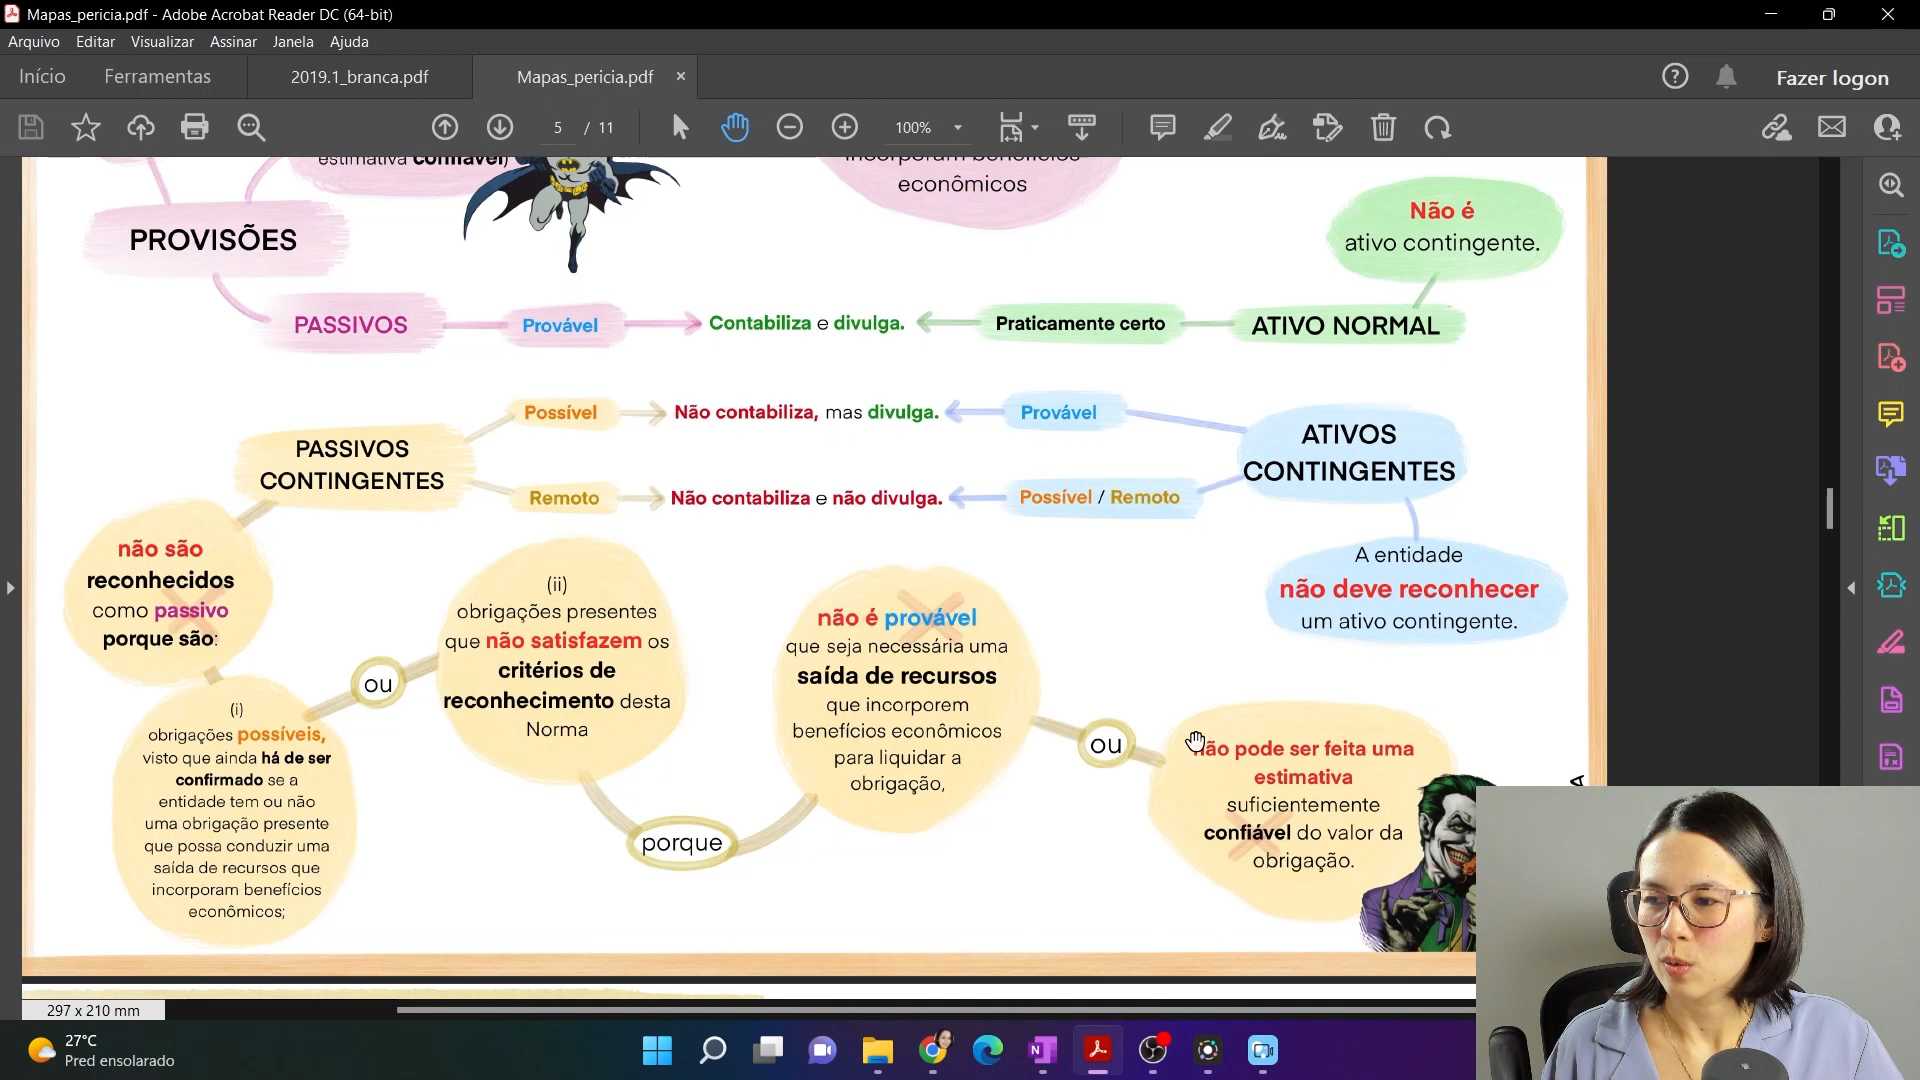 Mapas_pericia.pdf - Adobe Acrobat Reader DC (64-bit)
Arquivo Editar Visualizar Assinar Janela Ajuda
Início Ferramentas 2019.1_branca.pdf Mapas_pericia.pdf × Fazer logon
5 / 11 100%
estimativa confiável)
incorporam benefícios
econômicos
PROVISÕES
Não é
ativo contingente.
PASSIVOS Provável Contabiliza e divulga. Praticamente certo ATIVO NORMAL
Possível Não contabiliza, mas divulga. Provável
PASSIVOS
CONTINGENTES
ATIVOS
CONTINGENTES
Remoto Não contabiliza e não divulga. Possível / Remoto
não são
reconhecidos
como passivo
porque são:
(i)
obrigações possíveis,
visto que ainda há de ser
confirmado se a
entidade tem ou não
uma obrigação presente
que possa conduzir uma
saída de recursos que
incorporam benefícios
econômicos;
ou
(ii)
obrigações presentes
que não satisfazem os
critérios de
reconhecimento desta
Norma
porque
não é provável
que seja necessária uma
saída de recursos
que incorporem
benefícios econômicos
para liquidar a
obrigação,
ou
não pode ser feita uma
estimativa
suficientemente
confiável do valor da
obrigação.
A entidade
não deve reconhecer
um ativo contingente.
A
297 x 210 mm
27°C
Pred ensolarado